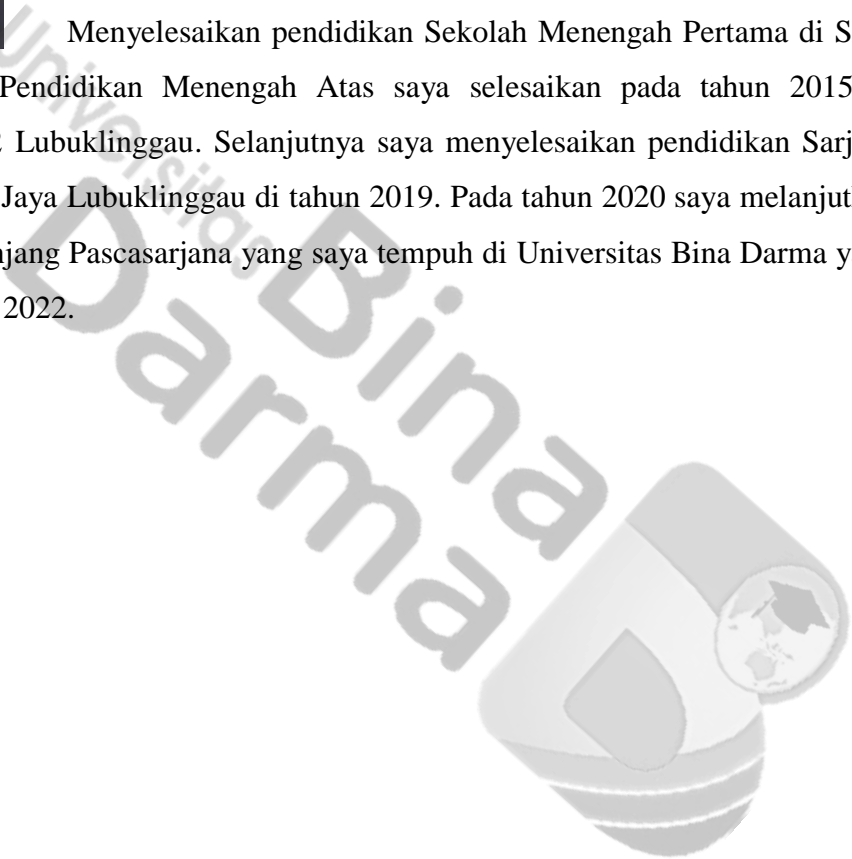 Menyelesaikan pendidikan Sekolah Menengah Pertama di S
Pendidikan Menengah Atas saya selesaikan pada tahun 2015
Lubuklinggau. Selanjutnya saya menyelesaikan pendidikan Sarj
Jaya Lubuklinggau di tahun 2019. Pada tahun 2020 saya melanjut
njang Pascasarjana yang saya tempuh di Universitas Bina Darma y
2022.
Universitas
Bina
Darma